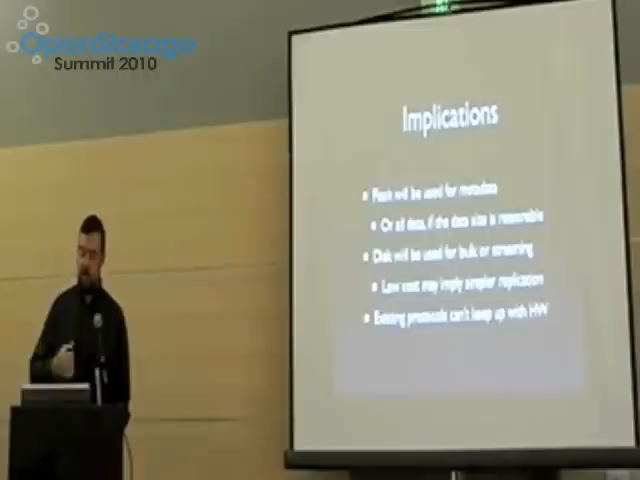 OpenStorage
Summit 2010
Implications
Flash will be used for metadata
Or all data, if the data size is reasonable
Disk will be used for bulk or streaming
Low cost may imply simpler replication
Existing protocols can't keep up with HW